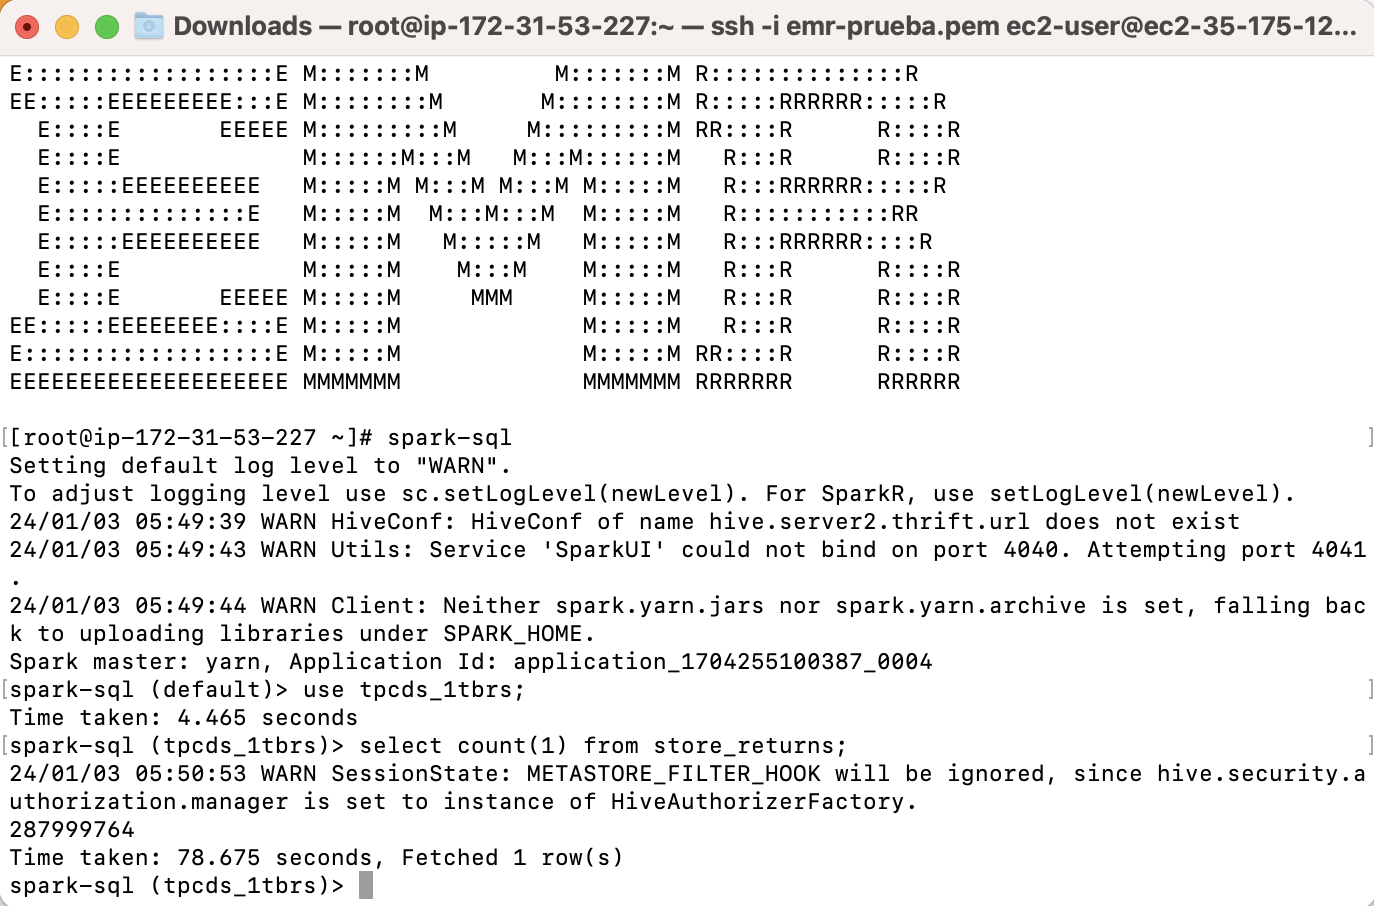 Downloads — root@ip-172-31-53-227:~ — ssh -i emr-prueba.pem ec2-user@ec2-35-175-12...
E::::::::::::::::::E M:::::::M         M:::::::M R::::::::::::::R
EE:::::EEEEEEEEE:::E M::::::::M       M::::::::M R:::::RRRRRR:::::R
  E::::E       EEEEE M:::::::::M     M:::::::::M RR::::R      R::::R
  E::::E             M::::::M:::M   M:::M::::::M   R:::R      R::::R
  E:::::EEEEEEEEEE   M:::::M M:::M M:::M M:::::M   R:::RRRRRR:::::R
  E::::::::::::::E   M:::::M  M:::M:::M  M:::::M   R:::::::::::RR
  E:::::EEEEEEEEEE   M:::::M   M:::::M   M:::::M   R:::RRRRRR::::R
  E::::E             M:::::M    M:::M    M:::::M   R:::R      R::::R
  E::::E       EEEEE M:::::M     MMM     M:::::M   R:::R      R::::R
EE:::::EEEEEEEE::::E M:::::M             M:::::M   R:::R      R::::R
E::::::::::::::::::E M:::::M             M:::::M RR::::R      R::::R
EEEEEEEEEEEEEEEEEEEE MMMMMMM             MMMMMMM RRRRRRR      RRRRRR
[[root@ip-172-31-53-227 ~]# spark-sql ]
Setting default log level to "WARN".
To adjust logging level use sc.setLogLevel(newLevel). For SparkR, use setLogLevel(newLevel).
24/01/03 05:49:39 WARN HiveConf: HiveConf of name hive.server2.thrift.url does not exist
24/01/03 05:49:43 WARN Utils: Service 'SparkUI' could not bind on port 4040. Attempting port 4041
.
24/01/03 05:49:44 WARN Client: Neither spark.yarn.jars nor spark.yarn.archive is set, falling bac
k to uploading libraries under SPARK_HOME.
Spark master: yarn, Application Id: application_1704255100387_0004
[spark-sql (default)> use tpcds_1tbrs; ]
Time taken: 4.465 seconds
[spark-sql (tpcds_1tbrs)> select count(1) from store_returns; ]
24/01/03 05:50:53 WARN SessionState: METASTORE_FILTER_HOOK will be ignored, since hive.security.a
uthorization.manager is set to instance of HiveAuthorizerFactory.
287999764
Time taken: 78.675 seconds, Fetched 1 row(s)
spark-sql (tpcds_1tbrs)>